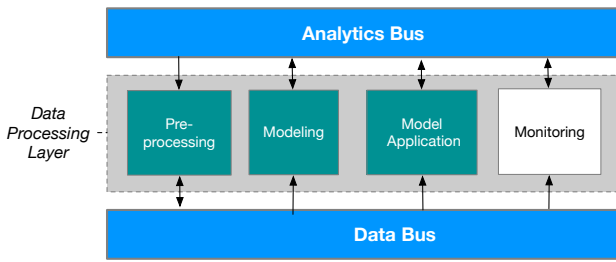 Analytics Bus
Data
Processing
Layer
Pre-
processing
Modeling
Model
Application
Monitoring
Data Bus